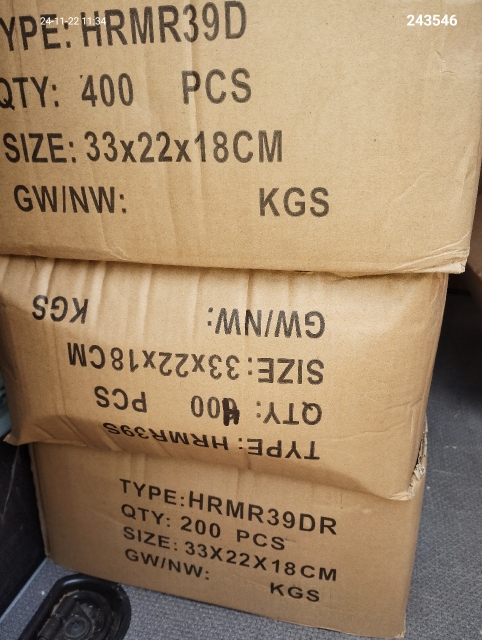 24-11-22 11:34
243546
YPE: HRMR39D
QTY: 400 PCS
SIZE: 33x22x18CM
GW/NW: KGS
TYPE: HRMR39S
QTY: 400 PCS
SIZE: 33x22x18CM
GW/NW: KGS
TYPE:HRMR39DR
QTY: 200 PCS
SIZE: 33X22X18CM
GW/NW: KGS